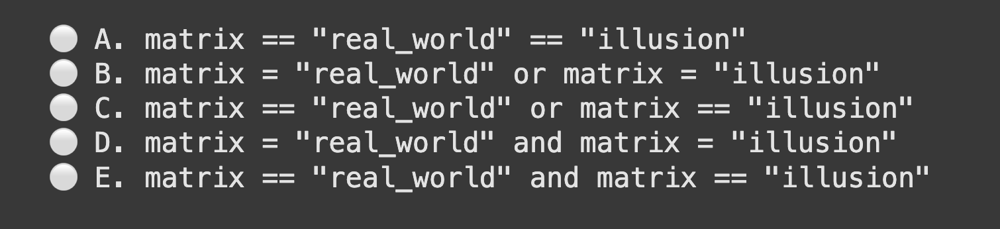 A. matrix == "real_world" == "illusion"
B. matrix = "real_world" or matrix = "illusion"
C. matrix == "real_world" or matrix == "illusion"
D. matrix = "real_world" and matrix = "illusion"
E. matrix == "real_world" and matrix == "illusion"